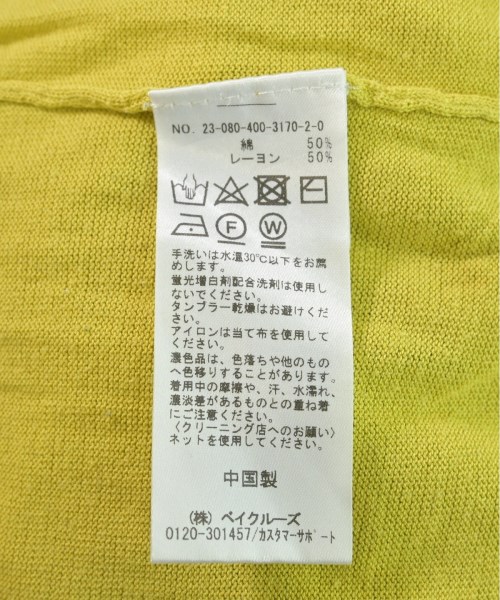 NO. 23-080-400-3170-2-0
綿 50%
レーヨン 50%
F W
手洗いは水温30℃以下をお薦
めします。
蛍光増白剤配合洗剤は使用し
ないでください。
タンブラー乾燥はお避けくだ
さい。
アイロンは当て布を使用して
ください。
濃色品は、色落ちや他のもの
へ色移りすることがあります。
着用中の摩擦や、汗、水濡れ、
濃淡差があるものとの重ね着
にご注意ください。
〈クリーニング店へのお願い〉
ネットを使用してください。
中国製
(株) ベイクルーズ
0120-301457/カスタマーサポート